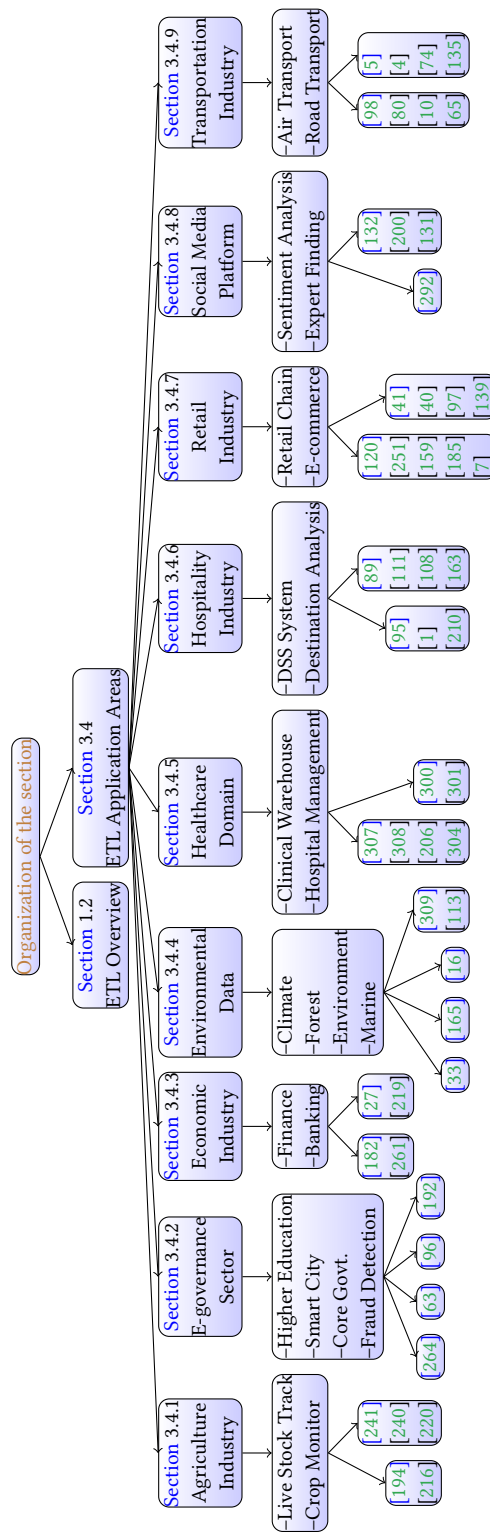 Organization of the section
Section 1.2
ETL Overview
Section 3.4
ETL Application Areas
Section 3.4.1
Agriculture
Industry
–Live Stock Track
–Crop Monitor
[194]
[216]
[241]
[240]
[220]
Section 3.4.2
E-governance
Sector
–Higher Education
–Smart City
–Core Govt.
–Fraud Detection
[264]
[63]
[96]
[192]
Section 3.4.3
Economic
Industry
–Finance
–Banking
[182]
[261]
[27]
[219]
Section 3.4.4
Environmental
Data
–Climate
–Forest
–Environment
–Marine
[33]
[165]
[16]
[309]
[113]
Section 3.4.5
Healthcare
Domain
–Clinical Warehouse
–Hospital Management
[307]
[308]
[206]
[304]
[300]
[301]
Section 3.4.6
Hospitality
Industry
–DSS System
–Destination Analysis
[95]
[1]
[210]
[89]
[111]
[108]
[163]
Section 3.4.7
Retail
Industry
–Retail Chain
–E-commerce
[120]
[251]
[159]
[185]
[7]
[41]
[40]
[97]
[139]
Section 3.4.8
Social Media
Platform
–Sentiment Analysis
–Expert Finding
[292]
[132]
[200]
[131]
Section 3.4.9
Transportation
Industry
–Air Transport
–Road Transport
[98]
[80]
[10]
[65]
[5]
[4]
[74]
[135]